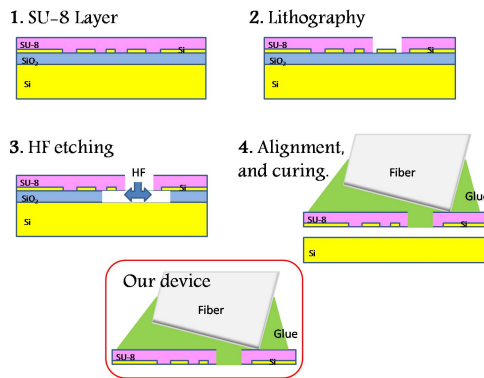 1. SU-8 Layer
SU-8
Si
SiO₂
Si
2. Lithography
SU-8
Si
SiO₂
Si
3. HF etching
HF
SU-8
Si
SiO₂
Si
4. Alignment,
and curing.
Fiber
Glue
SU-8
Si
Si
Our device
Fiber
Glue
SU-8
Si